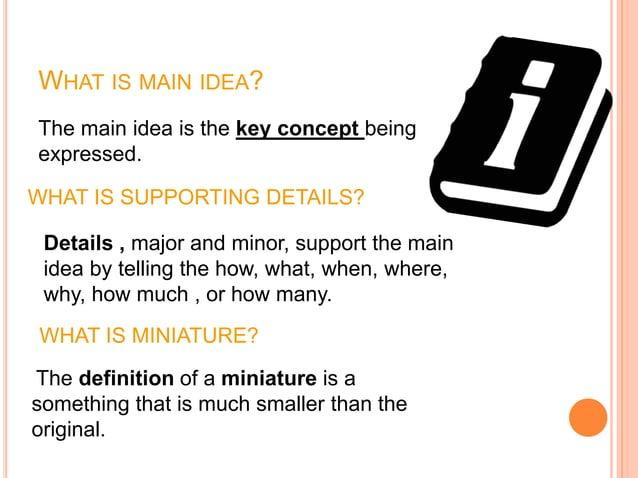 WHAT IS MAIN IDEA?
The main idea is the key concept being
expressed.
WHAT IS SUPPORTING DETAILS?
Details , major and minor, support the main
idea by telling the how, what, when, where,
why, how much , or how many.
WHAT IS MINIATURE?
The definition of a miniature is a
something that is much smaller than the
original.
i